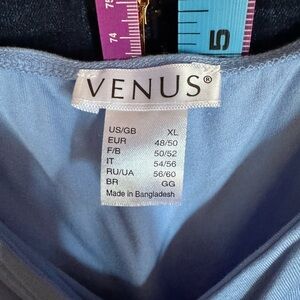 75
74
5
VENUS®
US/GB XL
EUR 48/50
F/B 50/52
IT 54/56
RU/UA 56/60
BR GG
Made in Bangladesh